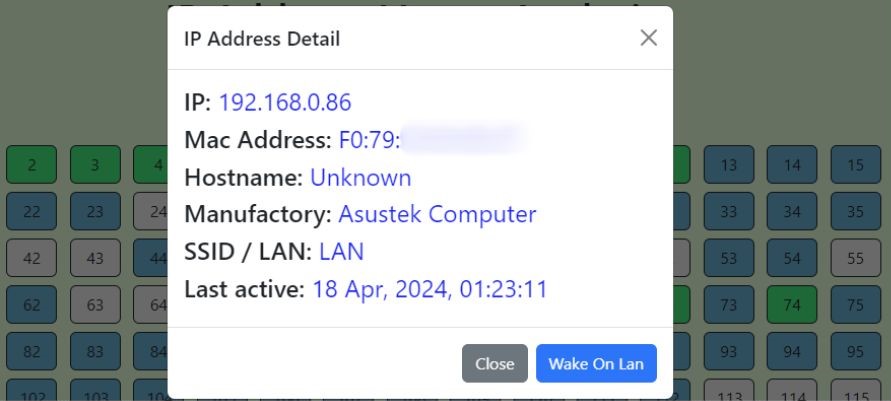 IP Address Detail
IP: 192.168.0.86
Mac Address: F0:79:
Hostname: Unknown
Manufactory: Asustek Computer
SSID / LAN: LAN
Last active: 18 Apr, 2024, 01:23:11
Close Wake On Lan
2 3 4 13 14 15
22 23 24 33 34 35
42 43 44 53 54 55
62 63 64 73 74 75
82 83 84 93 94 95
102 103 104 113 114 115